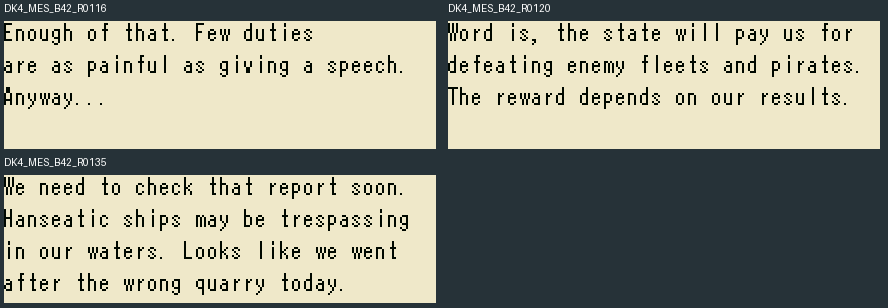 DK4_MES_B42_R0116
Enough of that. Few duties
are as painful as giving a speech.
Anyway...
DK4_MES_B42_R0120
Word is, the state will pay us for
defeating enemy fleets and pirates.
The reward depends on our results.
DK4_MES_B42_R0135
We need to check that report soon.
Hanseatic ships may be trespassing
in our waters. Looks like we went
after the wrong quarry today.